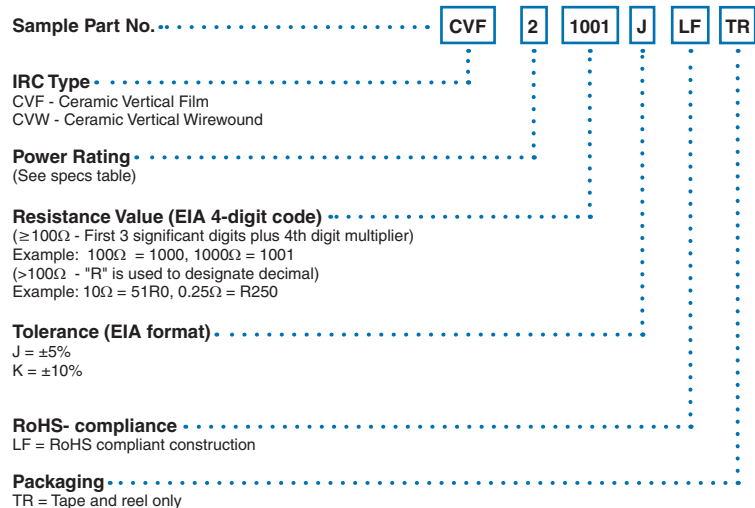 Sample Part No. CVF 2 1001 J LF TR
IRC Type
CVF - Ceramic Vertical Film
CVW - Ceramic Vertical Wirewound
Power Rating
(See specs table)
Resistance Value (EIA 4-digit code)
(≥100Ω - First 3 significant digits plus 4th digit multiplier)
Example: 100Ω = 1000, 1000Ω = 1001
(>100Ω - "R" is used to designate decimal)
Example: 10Ω = 51R0, 0.25Ω = R250
Tolerance (EIA format)
J = ±5%
K = ±10%
RoHS- compliance
LF = RoHS compliant construction
Packaging
TR = Tape and reel only